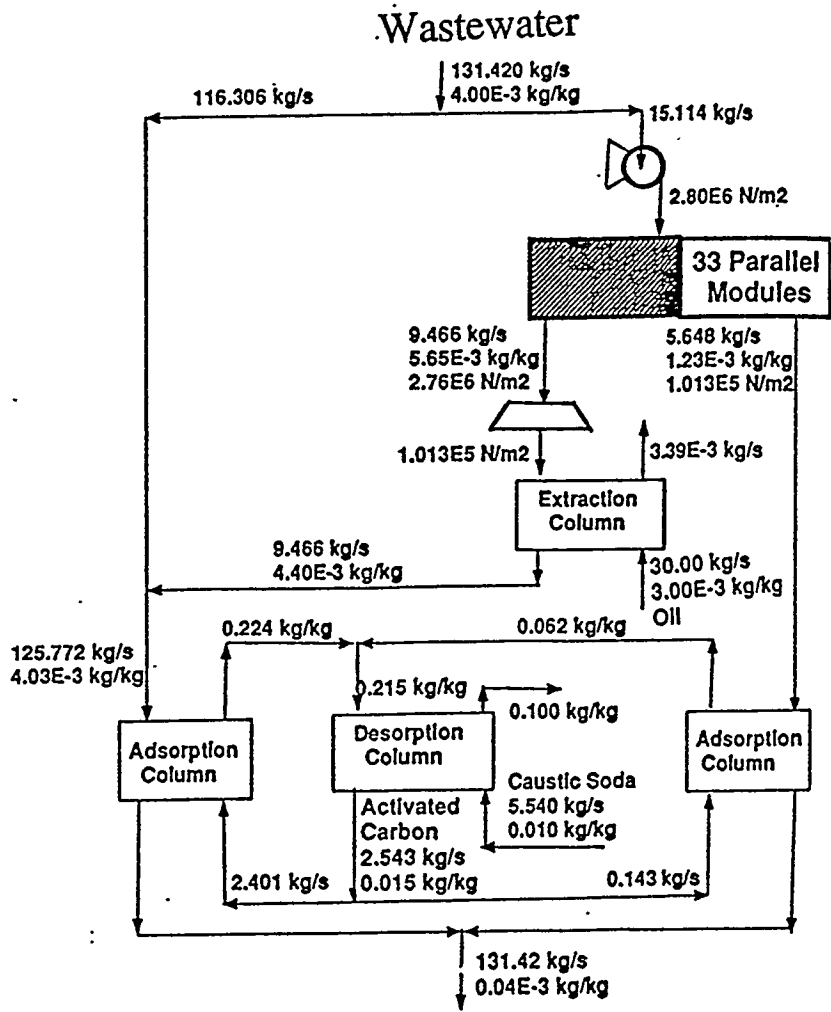 Wastewater
131.420 kg/s
4.00E-3 kg/kg
116.306 kg/s
15.114 kg/s
2.80E6 N/m2
33 Parallel
Modules
9.466 kg/s
5.65E-3 kg/kg
2.76E6 N/m2
5.648 kg/s
1.23E-3 kg/kg
1.013E5 N/m2
1.013E5 N/m2
3.39E-3 kg/s
Extraction
Column
9.466 kg/s
4.40E-3 kg/kg
30.00 kg/s
3.00E-3 kg/kg
Oil
0.224 kg/kg
0.062 kg/kg
125.772 kg/s
4.03E-3 kg/kg
0.215 kg/kg
0.100 kg/kg
Adsorption
Column
Desorption
Column
Adsorption
Column
Caustic Soda
5.540 kg/s
0.010 kg/kg
Activated
Carbon
2.543 kg/s
0.015 kg/kg
2.401 kg/s
0.143 kg/s
131.42 kg/s
0.04E-3 kg/kg